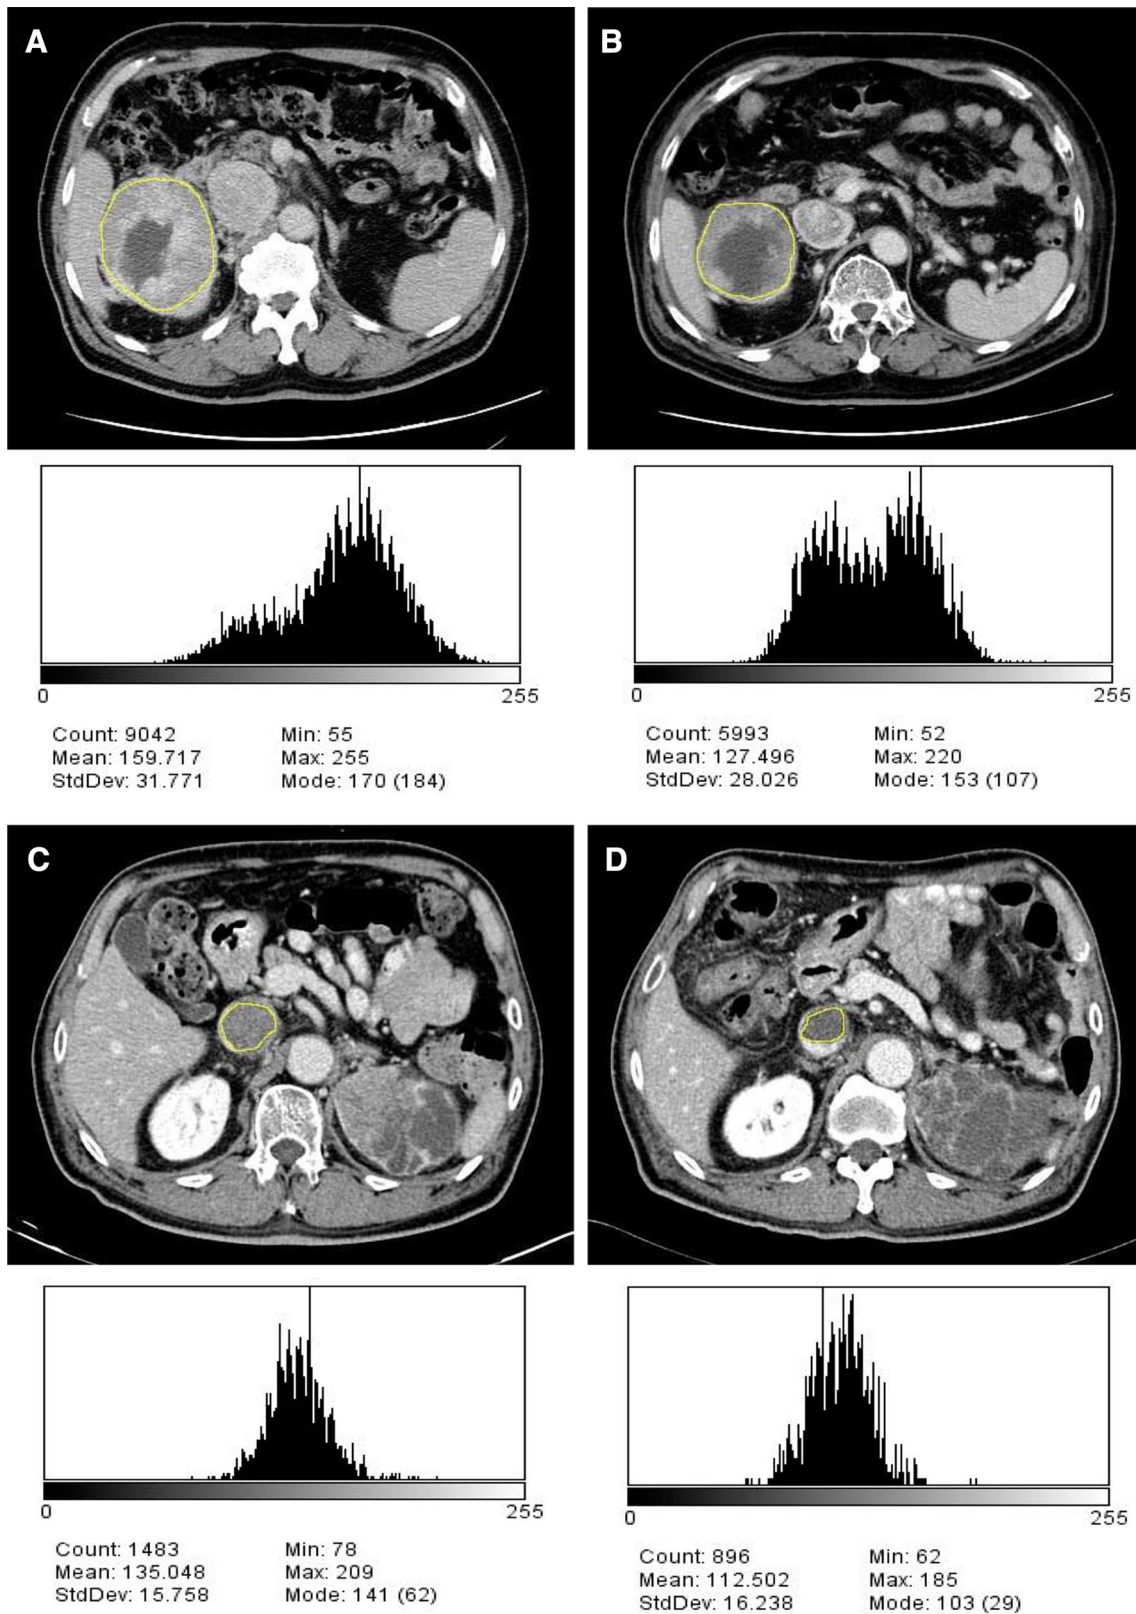 A
B
0
255
0
255
Count: 9042
Min: 55
Mean: 159.717
Max: 255
StdDev: 31.771
Mode: 170 (184)
Count: 5993
Min: 52
Mean: 127.496
Max: 220
StdDev: 28.026
Mode: 153 (107)
C
D
0
255
0
255
Count: 1483
Min: 78
Mean: 135.048
Max: 209
StdDev: 15.758
Mode: 141 (62)
Count: 896
Min: 62
Mean: 112.502
Max: 185
StdDev: 16.238
Mode: 103 (29)